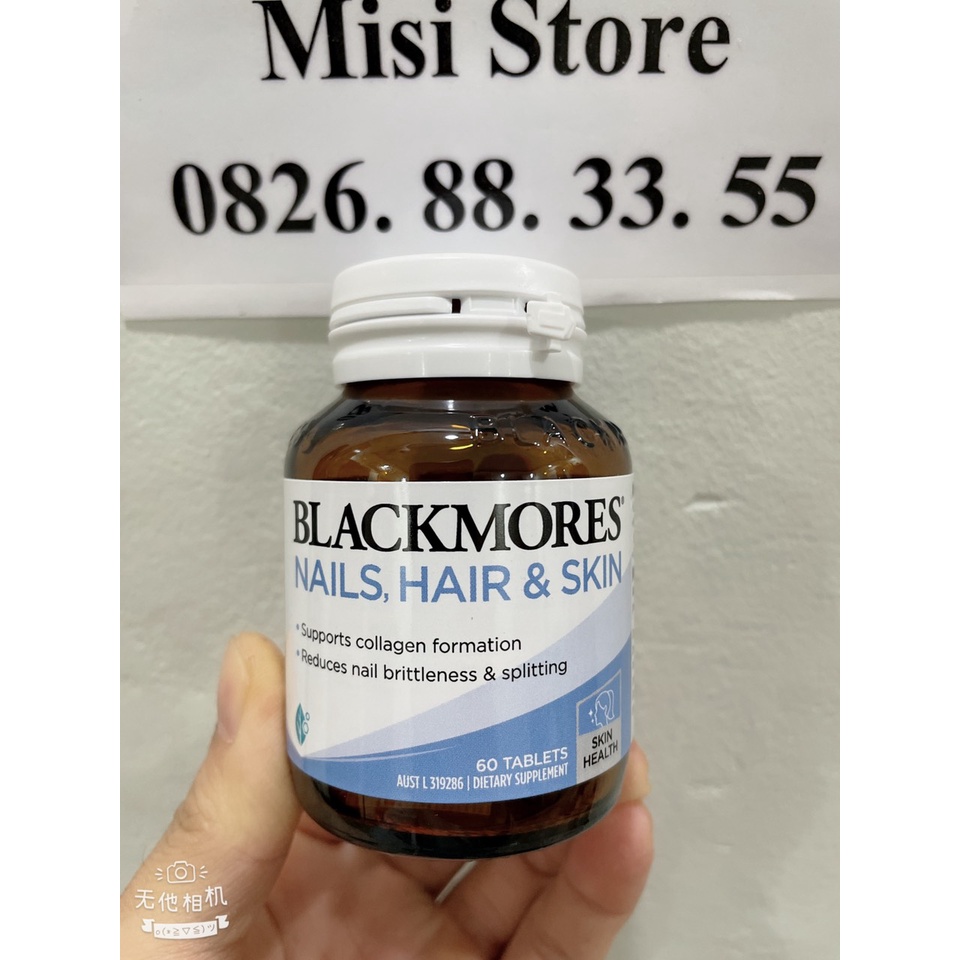 Misi Store
0826. 88. 33. 55
BLACKMORES®
NAILS, HAIR & SKIN
• Supports collagen formation
• Reduces nail brittleness & splitting
SKIN
HEALTH
60 TABLETS
AUST L 319286 | DIETARY SUPPLEMENT
无他相机